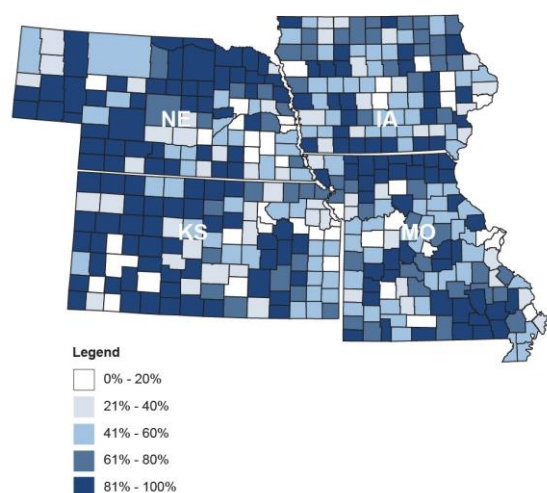 NE
IA
KS
MO
Legend
0% - 20%
21% - 40%
41% - 60%
61% - 80%
81% - 100%